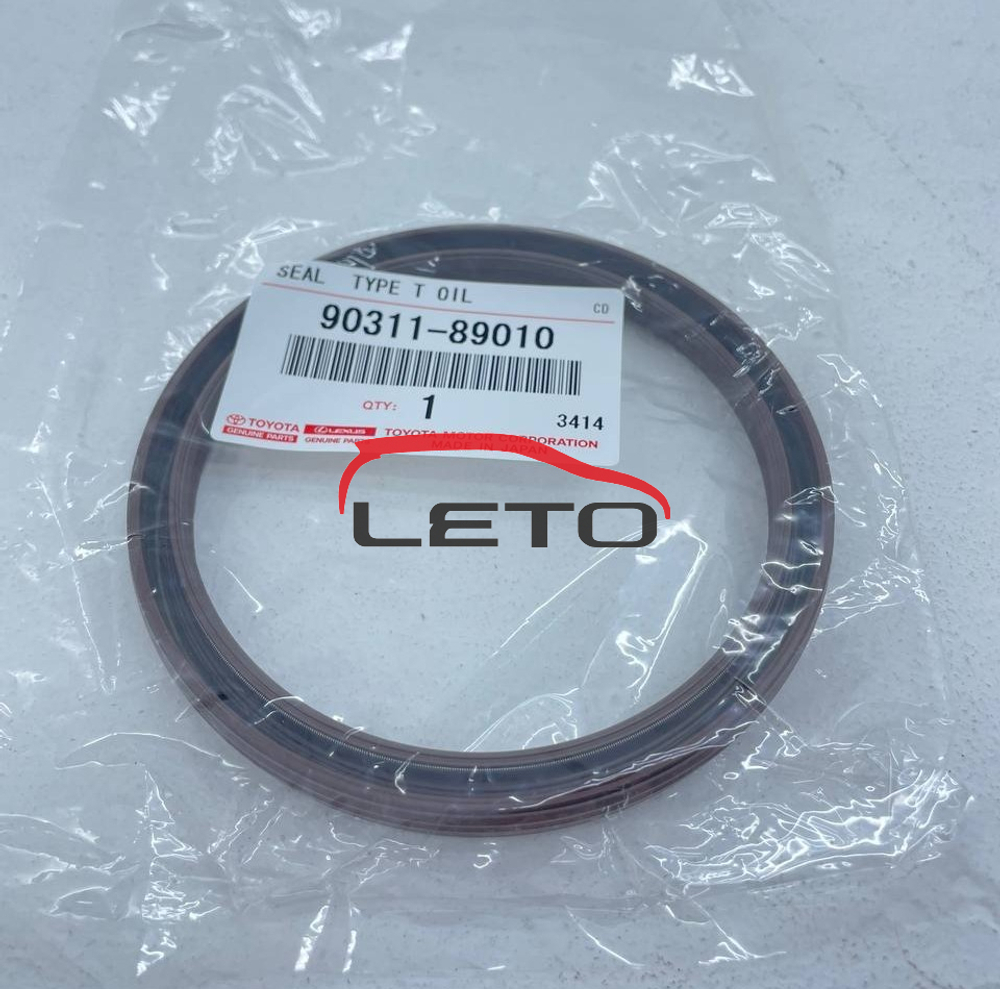 SEAL TYPE T OIL
CD
90311-89010
QTY: 1
3414
TOYOTA
GENUINE PARTS
LEXUS
GENUINE PARTS
TOYOTA MOTOR CORPORATION
MADE IN JAPAN
LETO